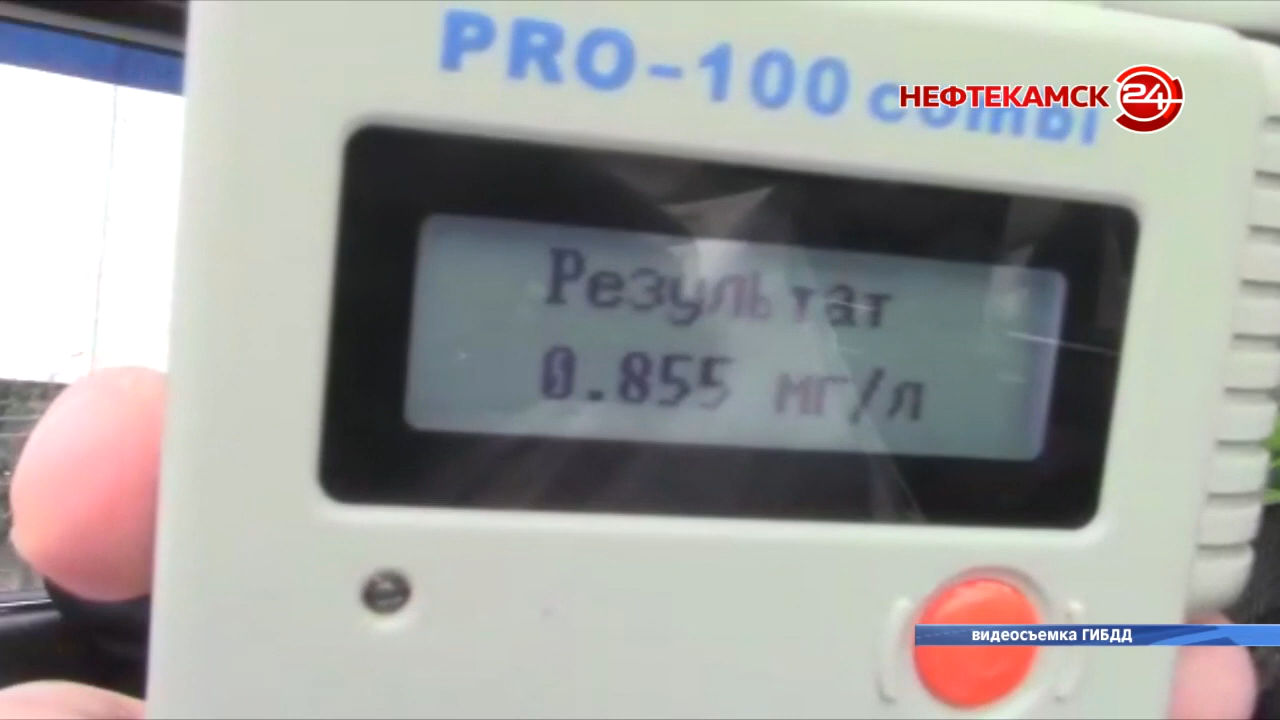 PRO-100 combi
НЕФТЕКАМСК 24
Результат
0.855 мг/л
видеосъемка ГИБДД